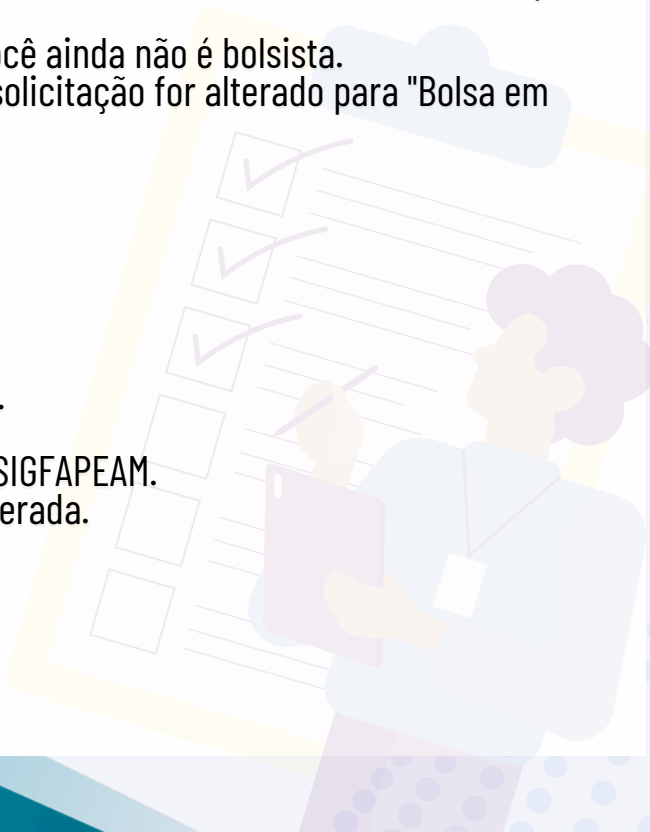 ocê ainda não é bolsista.
solicitação for alterado para "Bolsa em
.
SIGFAPEAM.
erada.